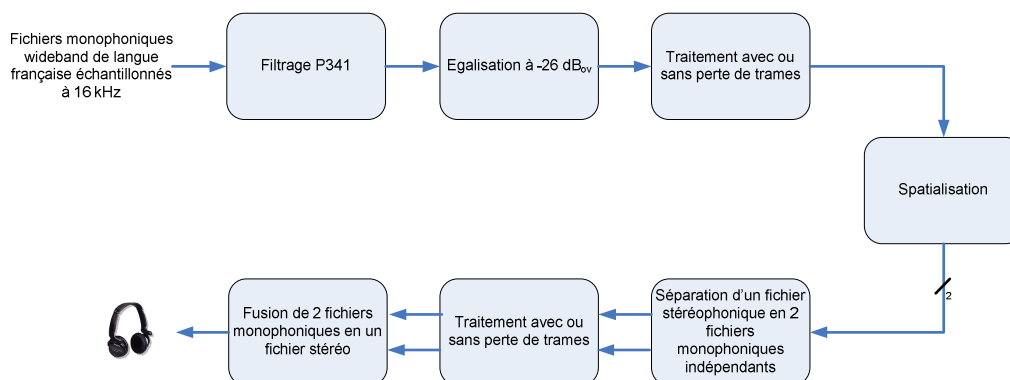 Fichiers monophoniques
wideband de langue
française échantillonnés
à 16 kHz
Filtrage P341
Egalisation à -26 dBov
Traitement avec ou
sans perte de trames
Spatialisation
2
Séparation d'un fichier
stéréophonique en 2
fichiers
monophoniques
indépendants
Traitement avec ou
sans perte de trames
Fusion de 2 fichiers
monophoniques en un
fichier stéréo